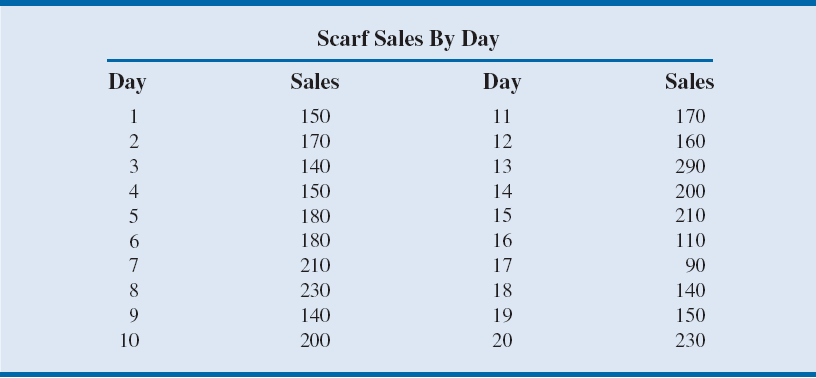 Scarf Sales By Day
Day Sales Day Sales
1 150 11 170
2 170 12 160
3 140 13 290
4 150 14 200
5 180 15 210
6 180 16 110
7 210 17 90
8 230 18 140
9 140 19 150
10 200 20 230